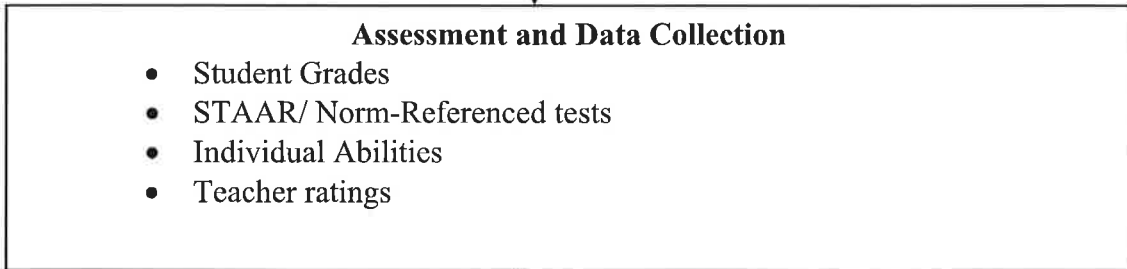 Assessment and Data Collection
• Student Grades
• STAAR/ Norm-Referenced tests
• Individual Abilities
• Teacher ratings